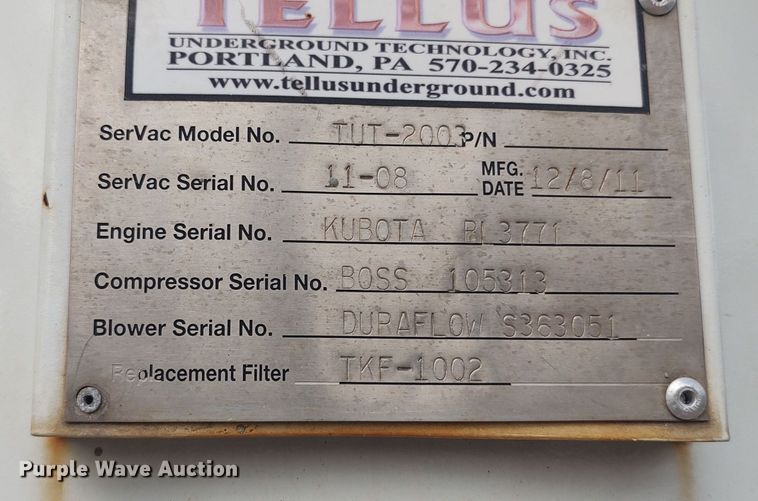 TELLUS
UNDERGROUND TECHNOLOGY, INC.
PORTLAND, PA 570-234-0325
www.tellusunderground.com
SerVac Model No. TUT-2003 P/N
SerVac Serial No. 11-08 MFG. DATE 12/8/11
Engine Serial No. KUBOTA BL3771
Compressor Serial No. BOSS 105313
Blower Serial No. DURAFLOW S363051
Replacement Filter TKF-1002
Purple Wave Auction